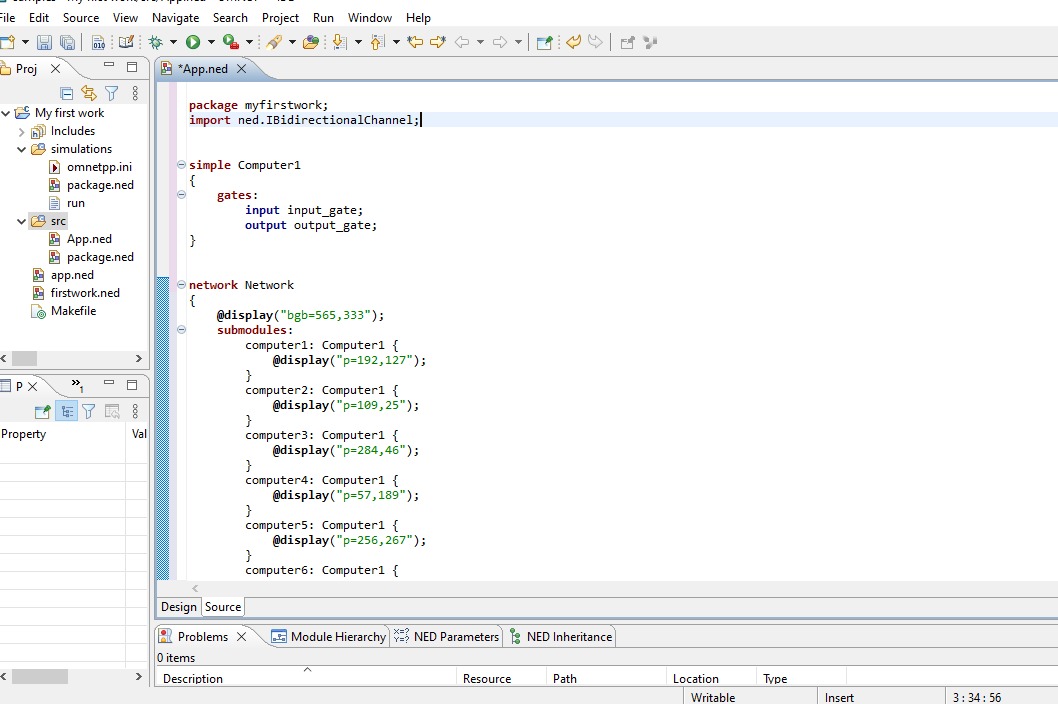 File Edit Source View Navigate Search Project Run Window Help
Proj
*App.ned
My first work
Includes
simulations
omnetpp.ini
package.ned
run
src
App.ned
package.ned
app.ned
firstwork.ned
Makefile
P
»1
Property Val
package myfirstwork;
import ned.IBidirectionalChannel;
simple Computer1
{
gates:
input input_gate;
output output_gate;
}
network Network
{
@display("bgb=565,333");
submodules:
computer1: Computer1 {
@display("p=192,127");
}
computer2: Computer1 {
@display("p=109,25");
}
computer3: Computer1 {
@display("p=284,46");
}
computer4: Computer1 {
@display("p=57,189");
}
computer5: Computer1 {
@display("p=256,267");
}
computer6: Computer1 {
Design Source
Problems Module Hierarchy NED Parameters NED Inheritance
0 items
Description Resource Path Location Type
Writable Insert 3 : 34 : 56